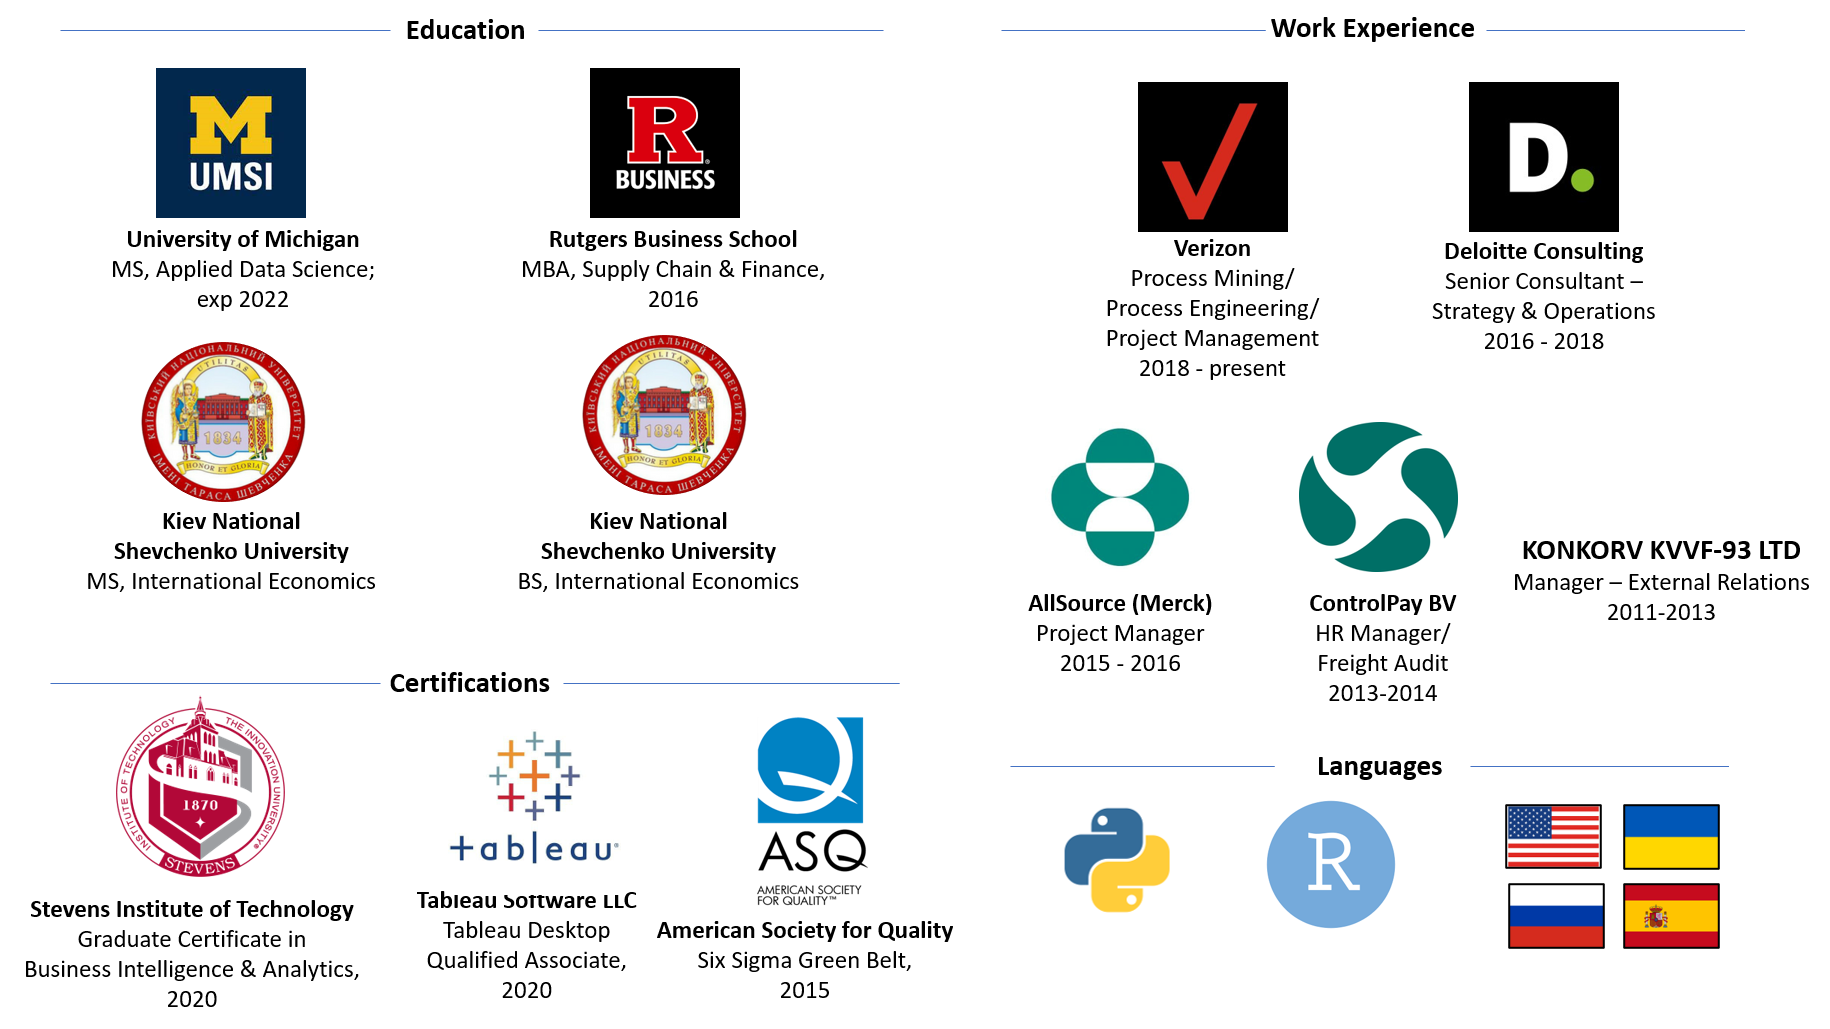 Education
M
UMSI
University of Michigan
MS, Applied Data Science;
exp 2022
R
BUSINESS
Rutgers Business School
MBA, Supply Chain & Finance,
2016
КИЇВСЬКИЙ НАЦІОНАЛЬНИЙ УНІВЕРСИТЕТ
UTILITAS
1834
HONOR ET GLORIA
ІМЕНІ ТАРАСА ШЕВЧЕНКА
Kiev National
Shevchenko University
MS, International Economics
КИЇВСЬКИЙ НАЦІОНАЛЬНИЙ УНІВЕРСИТЕТ
UTILITAS
1834
HONOR ET GLORIA
ІМЕНІ ТАРАСА ШЕВЧЕНКА
Kiev National
Shevchenko University
BS, International Economics
Certifications
INSTITUTE OF TECHNOLOGY
THE INNOVATION UNIVERSITY®
1870
STEVENS
Stevens Institute of Technology
Graduate Certificate in
Business Intelligence & Analytics,
2020
+ableau
Tableau Software LLC
Tableau Desktop
Qualified Associate,
2020
ASQ
AMERICAN SOCIETY
FOR QUALITY™
American Society for Quality
Six Sigma Green Belt,
2015
Work Experience
Verizon
Process Mining/
Process Engineering/
Project Management
2018 - present
D.
Deloitte Consulting
Senior Consultant –
Strategy & Operations
2016 - 2018
AllSource (Merck)
Project Manager
2015 - 2016
ControlPay BV
HR Manager/
Freight Audit
2013-2014
KONKORV KVVF-93 LTD
Manager – External Relations
2011-2013
Languages
R